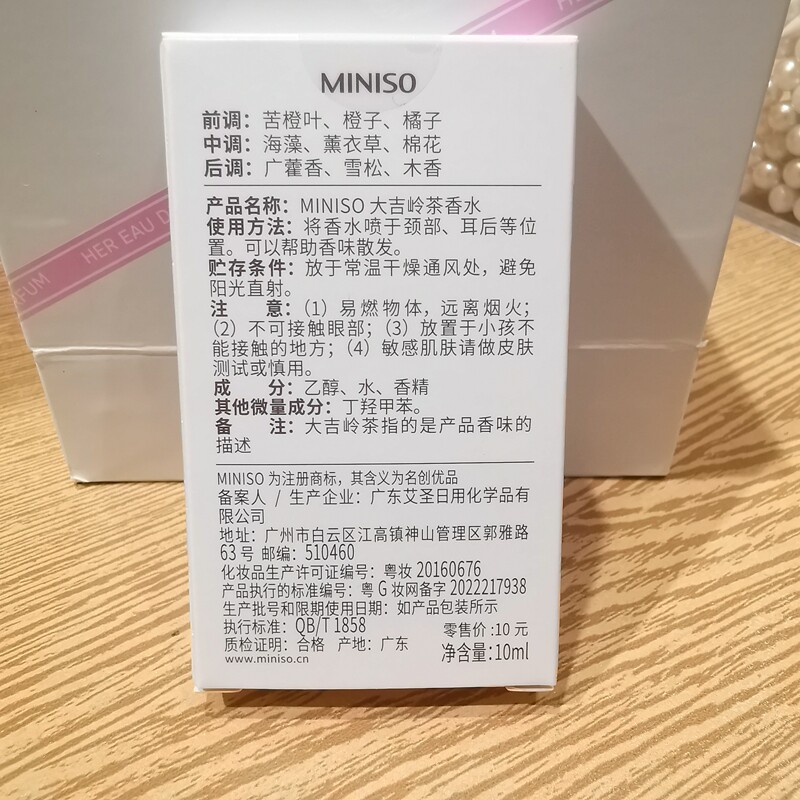 MINISO
前调：苦橙叶、橙子、橘子
中调：海藻、薰衣草、棉花
后调：广藿香、雪松、木香
产品名称：MINISO 大吉岭茶香水
使用方法：将香水喷于颈部、耳后等位
置。可以帮助香味散发。
贮存条件：放于常温干燥通风处，避免
阳光直射。
注 意：（1）易燃物体，远离烟火；
（2）不可接触眼部；（3）放置于小孩不
能接触的地方；（4）敏感肌肤请做皮肤
测试或慎用。
成 分：乙醇、水、香精
其他微量成分：丁羟甲苯。
备 注：大吉岭茶指的是产品香味的
描述
MINISO 为注册商标，其含义为名创优品
备案人 / 生产企业：广东艾圣日用化学品有
限公司
地址：广州市白云区江高镇神山管理区郭雅路
63 号 邮编：510460
化妆品生产许可证编号：粤妆 20160676
产品执行的标准编号：粤 G 妆网备字 2022217938
生产批号和限期使用日期：如产品包装所示
执行标准：QB/T 1858 零售价 :10 元
质检证明：合格 产地：广东 净含量:10ml
www.miniso.cn
HER EAU D
FUM